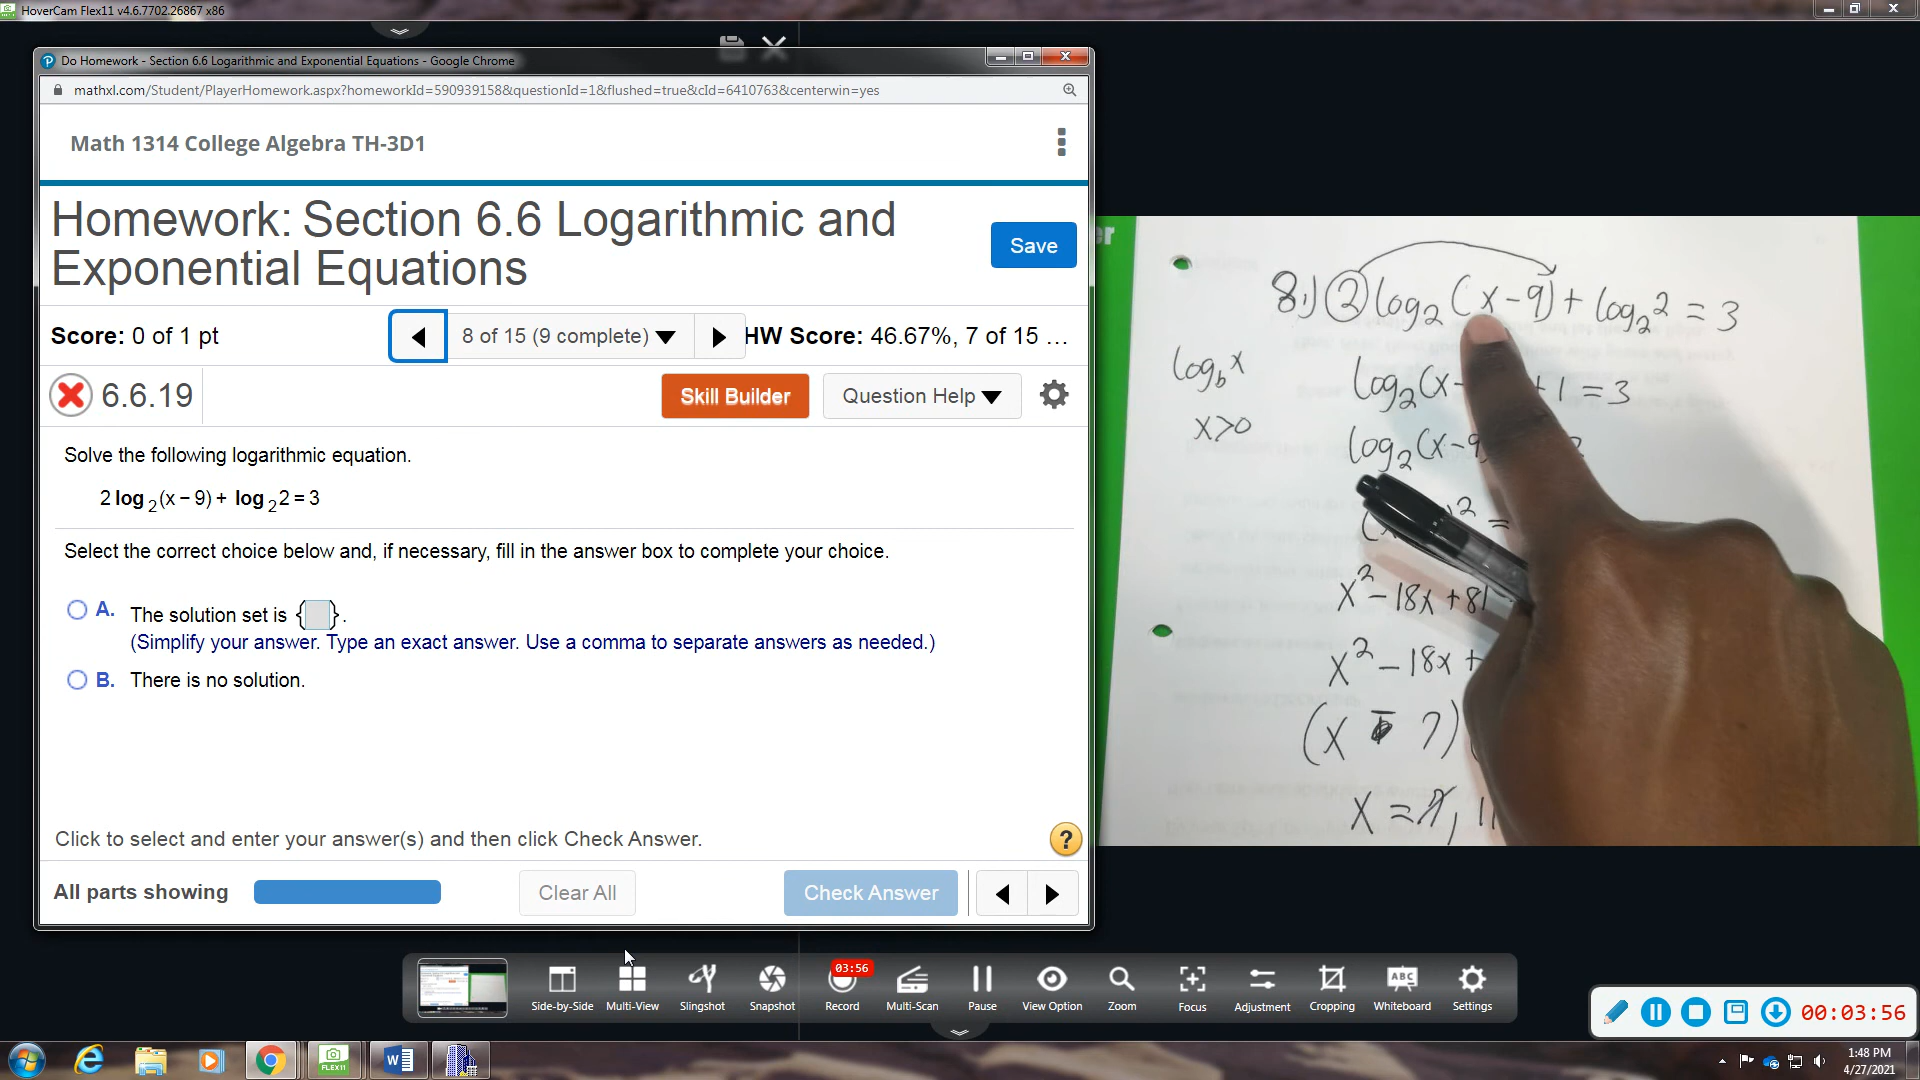 HoverCam Flex11 v4.6.7702.26867 x86
Do Homework - Section 6.6 Logarithmic and Exponential Equations - Google Chrome
mathxl.com/Student/PlayerHomework.aspx?homeworkId=590939158&questionId=1&flushed=true&cId=6410763&centerwin=yes
Math 1314 College Algebra TH-3D1
Homework: Section 6.6 Logarithmic and
Exponential Equations
Save
Score: 0 of 1 pt
8 of 15 (9 complete)
HW Score: 46.67%, 7 of 15 ...
6.6.19
Skill Builder
Question Help
Solve the following logarithmic equation.
2 log ₂(x − 9) + log ₂2 = 3
Select the correct choice below and, if necessary, fill in the answer box to complete your choice.
A. The solution set is { }.
(Simplify your answer. Type an exact answer. Use a comma to separate answers as needed.)
B. There is no solution.
Click to select and enter your answer(s) and then click Check Answer.
?
All parts showing
Clear All
Check Answer
er
8.) 2 log₂(x-9) + log₂2 = 3
log_b x
x>0
log₂(x- +1 = 3
log₂(x-9
² =
x² - 18x + 81
x² - 18x +
(x - 7)
x = 7, 11
03:56
Side-by-Side
Multi-View
Slingshot
Snapshot
Record
Multi-Scan
Pause
View Option
Zoom
Focus
Adjustment
Cropping
ABC
Whiteboard
Settings
00:03:56
FLEX11
1:48 PM
4/27/2021